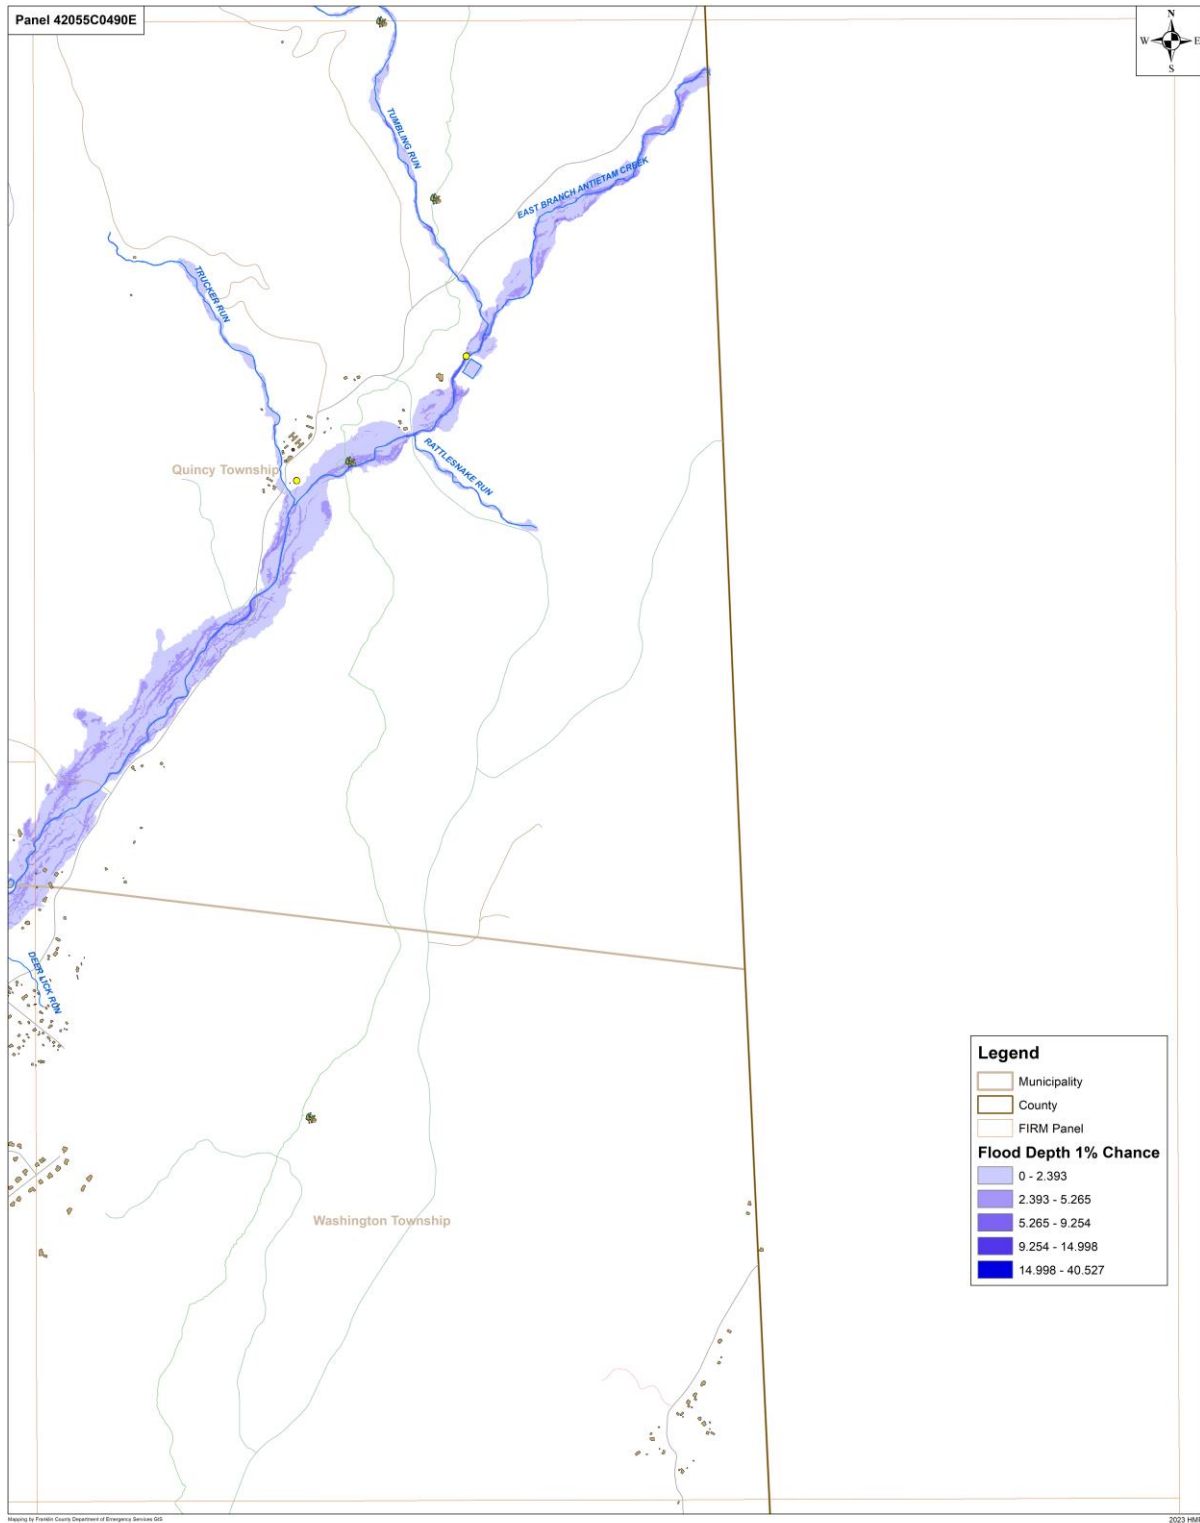 Panel 42055C0490E
N
W E
S
TUMBLING RUN
EAST BRANCH ANTIETAM CREEK
TRUCKER RUN
RATTLESNAKE RUN
Quincy Township
DEER LICK RUN
Washington Township
Legend
Municipality
County
FIRM Panel
Flood Depth 1% Chance
0 - 2.393
2.393 - 5.265
5.265 - 9.254
9.254 - 14.998
14.998 - 40.527
Mapping by Franklin County Department of Emergency Services GIS
2023 HMP